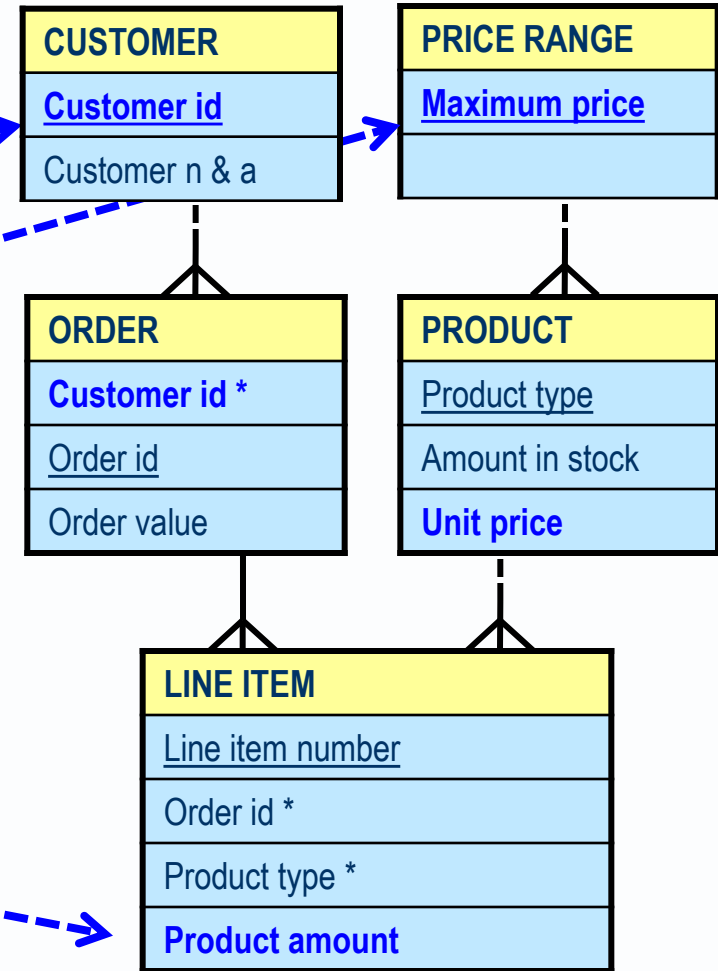 CUSTOMER
Customer id
Customer n & a
PRICE RANGE
Maximum price
ORDER
Customer id *
Order id
Order value
PRODUCT
Product type
Amount in stock
Unit price
LINE ITEM
Line item number
Order id *
Product type *
Product amount